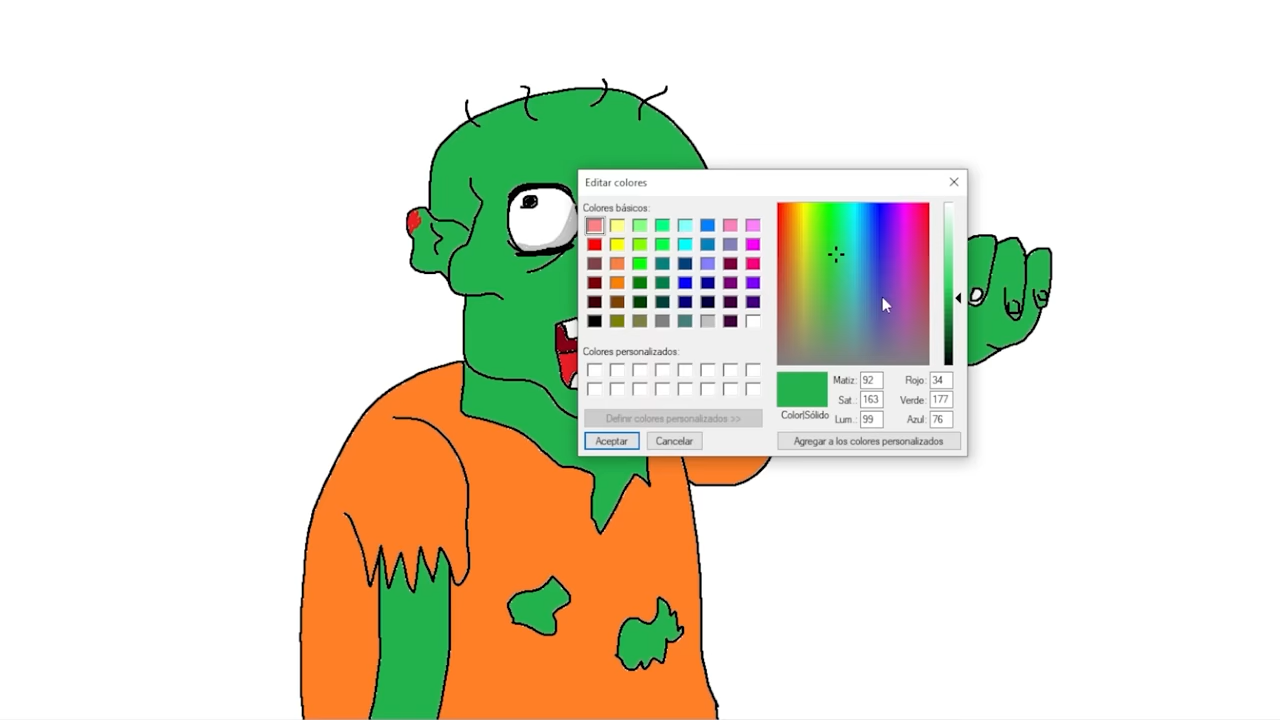 Editar colores
Colores básicos:
Colores personalizados:
Definir colores personalizados >>
Aceptar Cancelar
Matiz: 92 Rojo: 34
Sat.: 163 Verde: 177
Color|Sólido
Lum.: 99 Azul: 76
Agregar a los colores personalizados